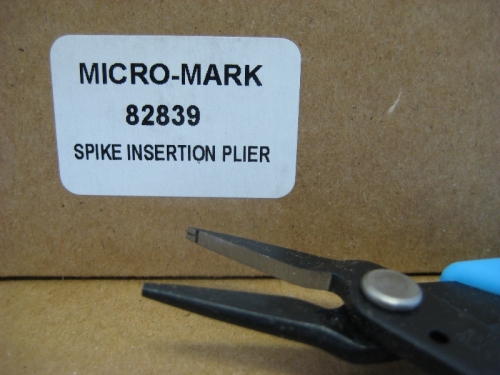 MICRO-MARK
82839
SPIKE INSERTION PLIER